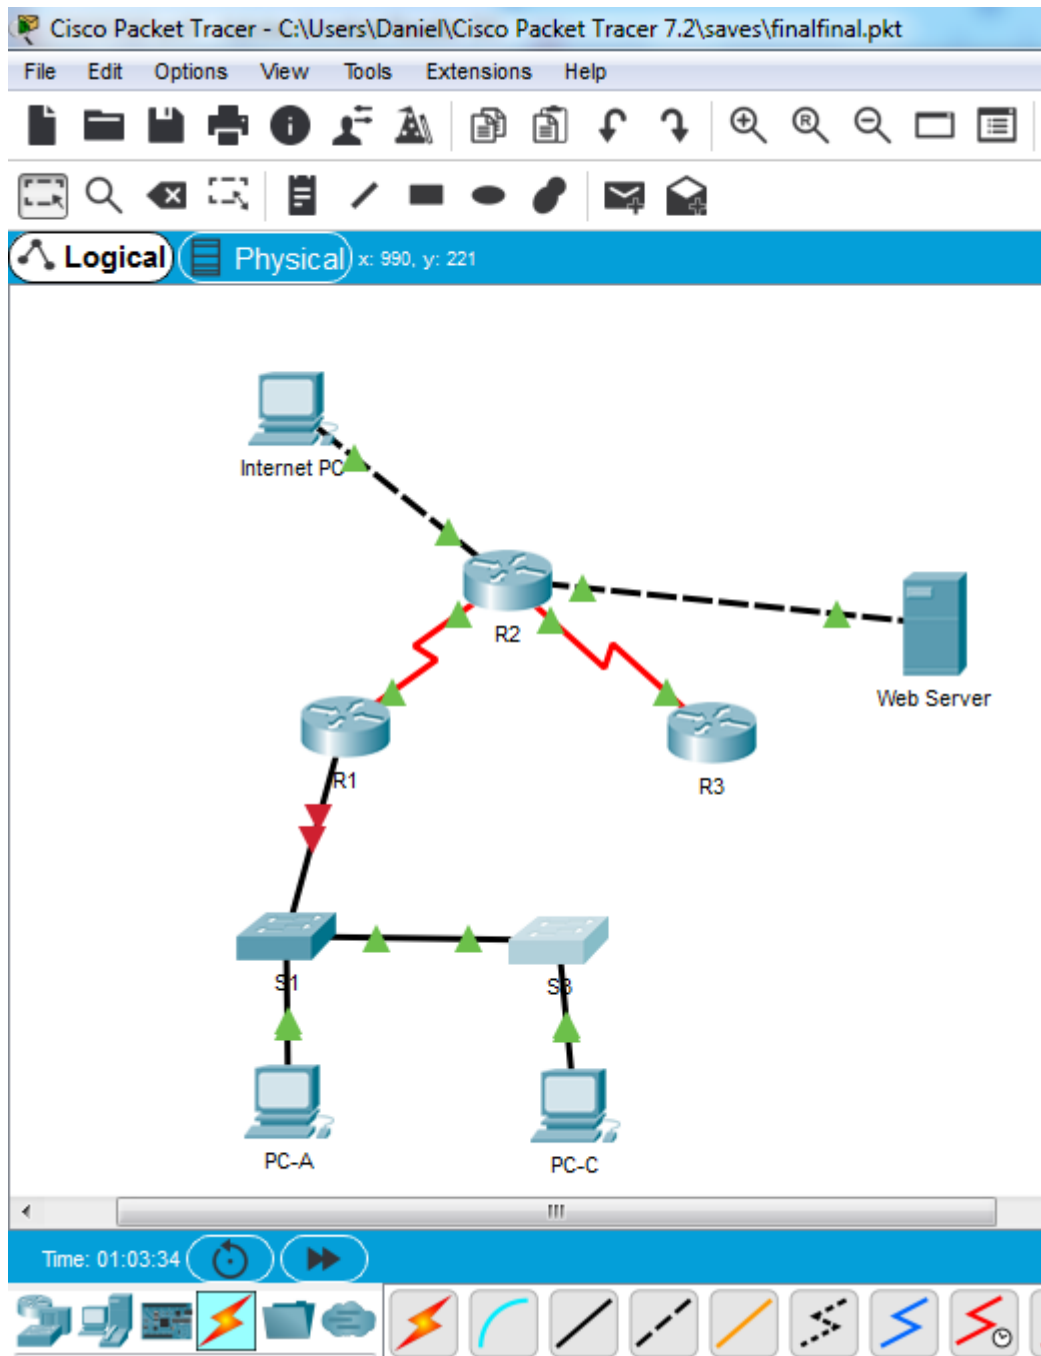 Cisco Packet Tracer - C:\Users\Daniel\Cisco Packet Tracer 7.2\saves\finalfinal.pkt
File Edit Options View Tools Extensions Help
Logical Physical x: 990, y: 221
Internet PC
R2
Web Server
R1
R3
S1
S3
PC-A
PC-C
Time: 01:03:34